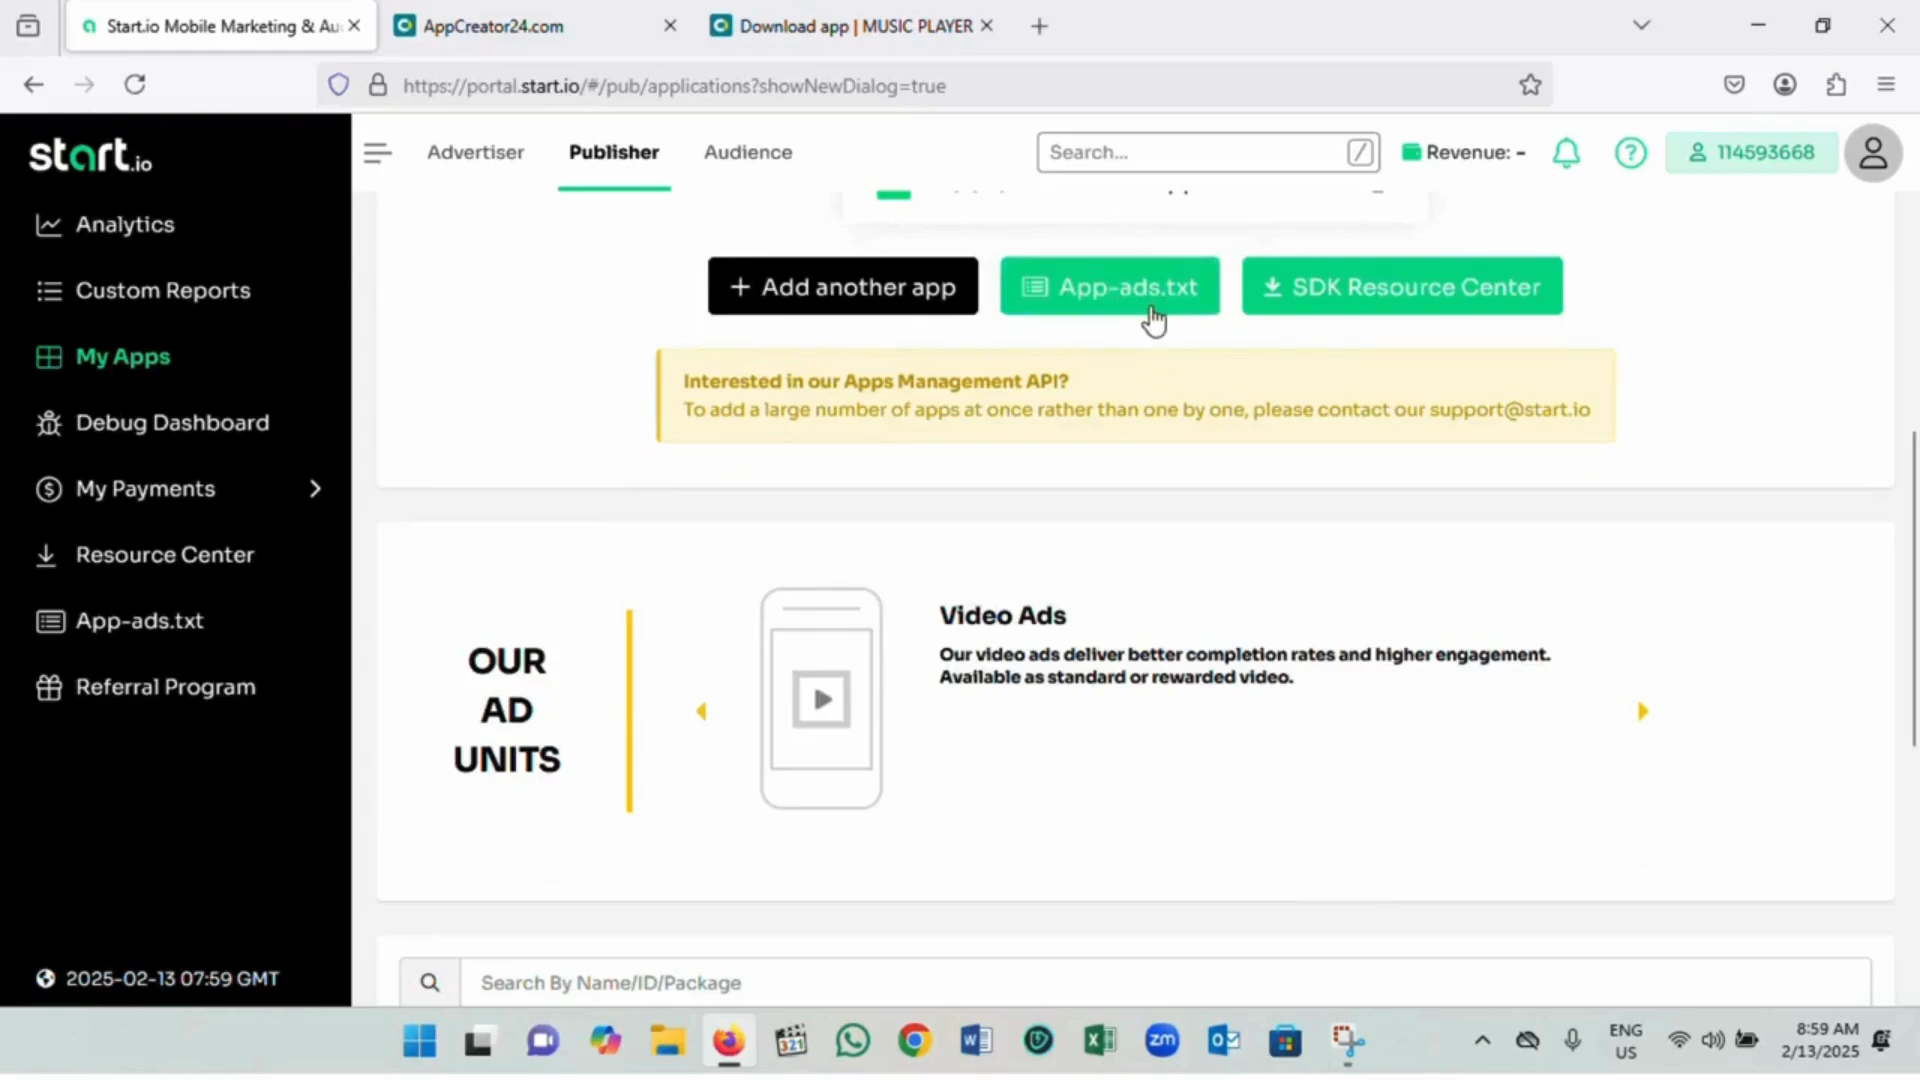 Start.io Mobile Marketing & Au
AppCreator24.com
Download app | MUSIC PLAYER
https://portal.start.io/#/pub/applications?showNewDialog=true
start.io
Advertiser
Publisher
Audience
Search...
/
Revenue: -
?
114593668
Analytics
Custom Reports
My Apps
Debug Dashboard
My Payments
Resource Center
App-ads.txt
Referral Program
2025-02-13 07:59 GMT
+ Add another app
App-ads.txt
SDK Resource Center
Interested in our Apps Management API?
To add a large number of apps at once rather than one by one, please contact our support@start.io
OUR
AD
UNITS
Video Ads
Our video ads deliver better completion rates and higher engagement.
Available as standard or rewarded video.
Search By Name/ID/Package
321
zm
ENG
US
8:59 AM
2/13/2025